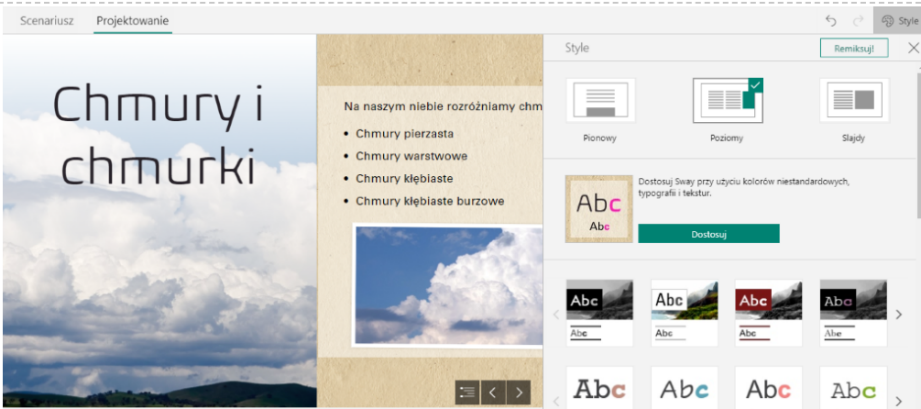 Scenariusz Projektowanie Style
Chmury i
chmurki
Na naszym niebie rozróżniamy chm
• Chmury pierzasta
• Chmury warstwowe
• Chmury kłębiaste
• Chmury kłębiaste burzowe
Style Remiksuj!
Pionowy Poziomy Slajdy
Abc
Abc
Dostosuj Sway przy użyciu kolorów niestandardowych,
typografii i tekstur.
Dostosuj
Abc Abc Abc Abc
Abc Abc Abc Abc
Abc Abc Abc Abc